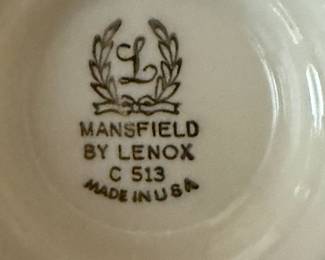 L
MANSFIELD
BY LENOX
C 513
MADE IN USA